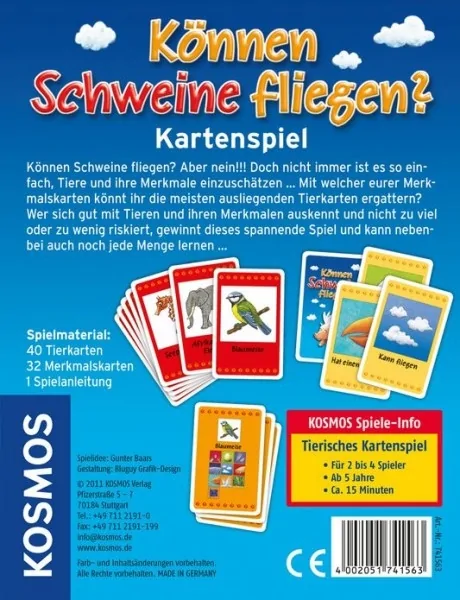 Können
Schweine fliegen?
Kartenspiel
Können Schweine fliegen? Aber nein!!! Doch nicht immer ist es so ein-
fach, Tiere und ihre Merkmale einzuschätzen ... Mit welcher eurer Merk-
malskarten könnt ihr die meisten ausliegenden Tierkarten ergattern?
Wer sich gut mit Tieren und ihren Merkmalen auskennt und nicht zu viel
oder zu wenig riskiert, gewinnt dieses spannende Spiel und kann neben-
bei auch noch jede Menge lernen ...
Blaumeise
Können
Schweine
fliegen
Hat einen
Kann fliegen
Spielmaterial:
40 Tierkarten
32 Merkmalskarten
1 Spielanleitung
KOSMOS
Blaumeise
Spielidee: Gunter Baars
Gestaltung: Bluguy Grafik-Design
© 2011 KOSMOS Verlag
Pfizerstraße 5 – 7
70184 Stuttgart
Tel.: +49 711 2191-0
Fax: +49 711 2191-199
info@kosmos.de
www.kosmos.de
Farb- und Inhaltsänderungen vorbehalten.
Alle Rechte vorbehalten. MADE IN GERMANY
KOSMOS Spiele-Info
Tierisches Kartenspiel
• Für 2 bis 4 Spieler
• Ab 5 Jahre
• Ca. 15 Minuten
Art.-Nr.: 741563
CE
4 002051 741563